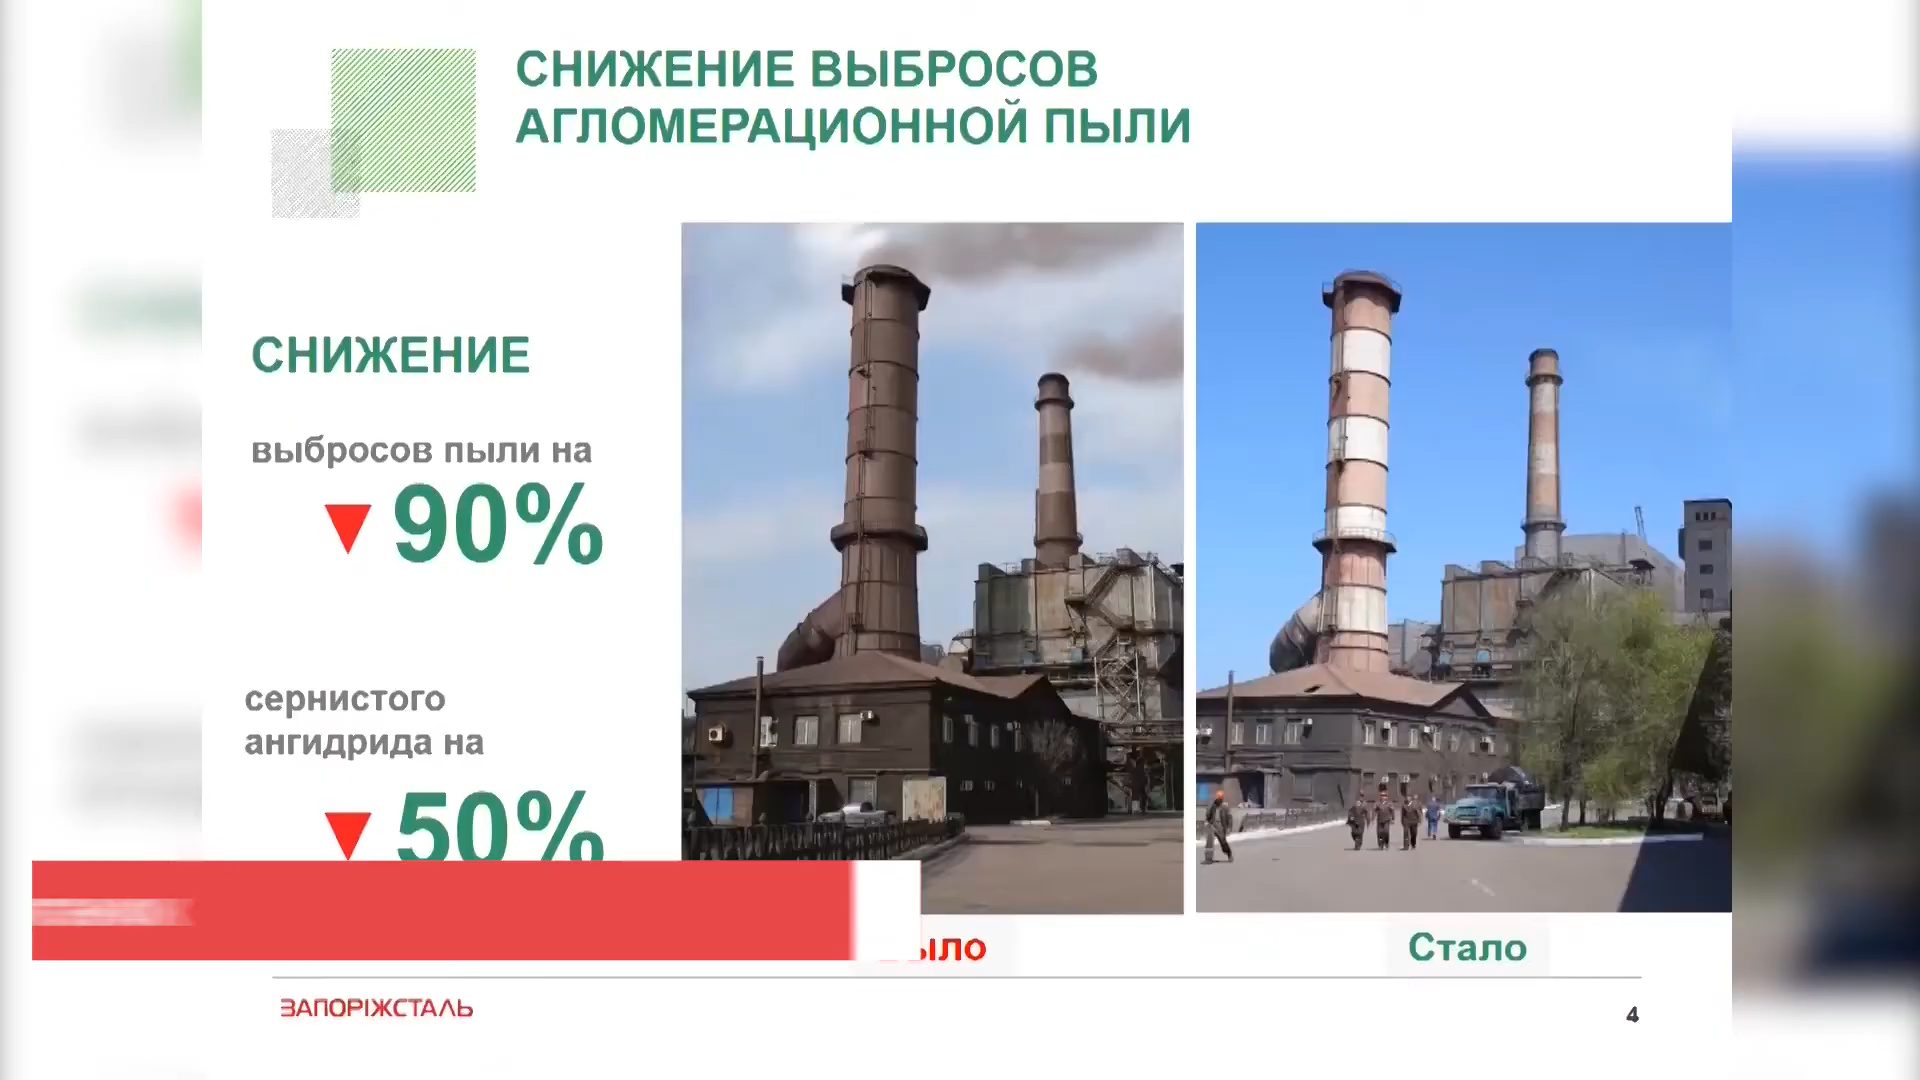 СНИЖЕНИЕ ВЫБРОСОВ
АГЛОМЕРАЦИОННОЙ ПЫЛИ
СНИЖЕНИЕ
выбросов пыли на
90%
сернистого
ангидрида на
50%
Стало
ЗАПОРІЖСТАЛЬ
4